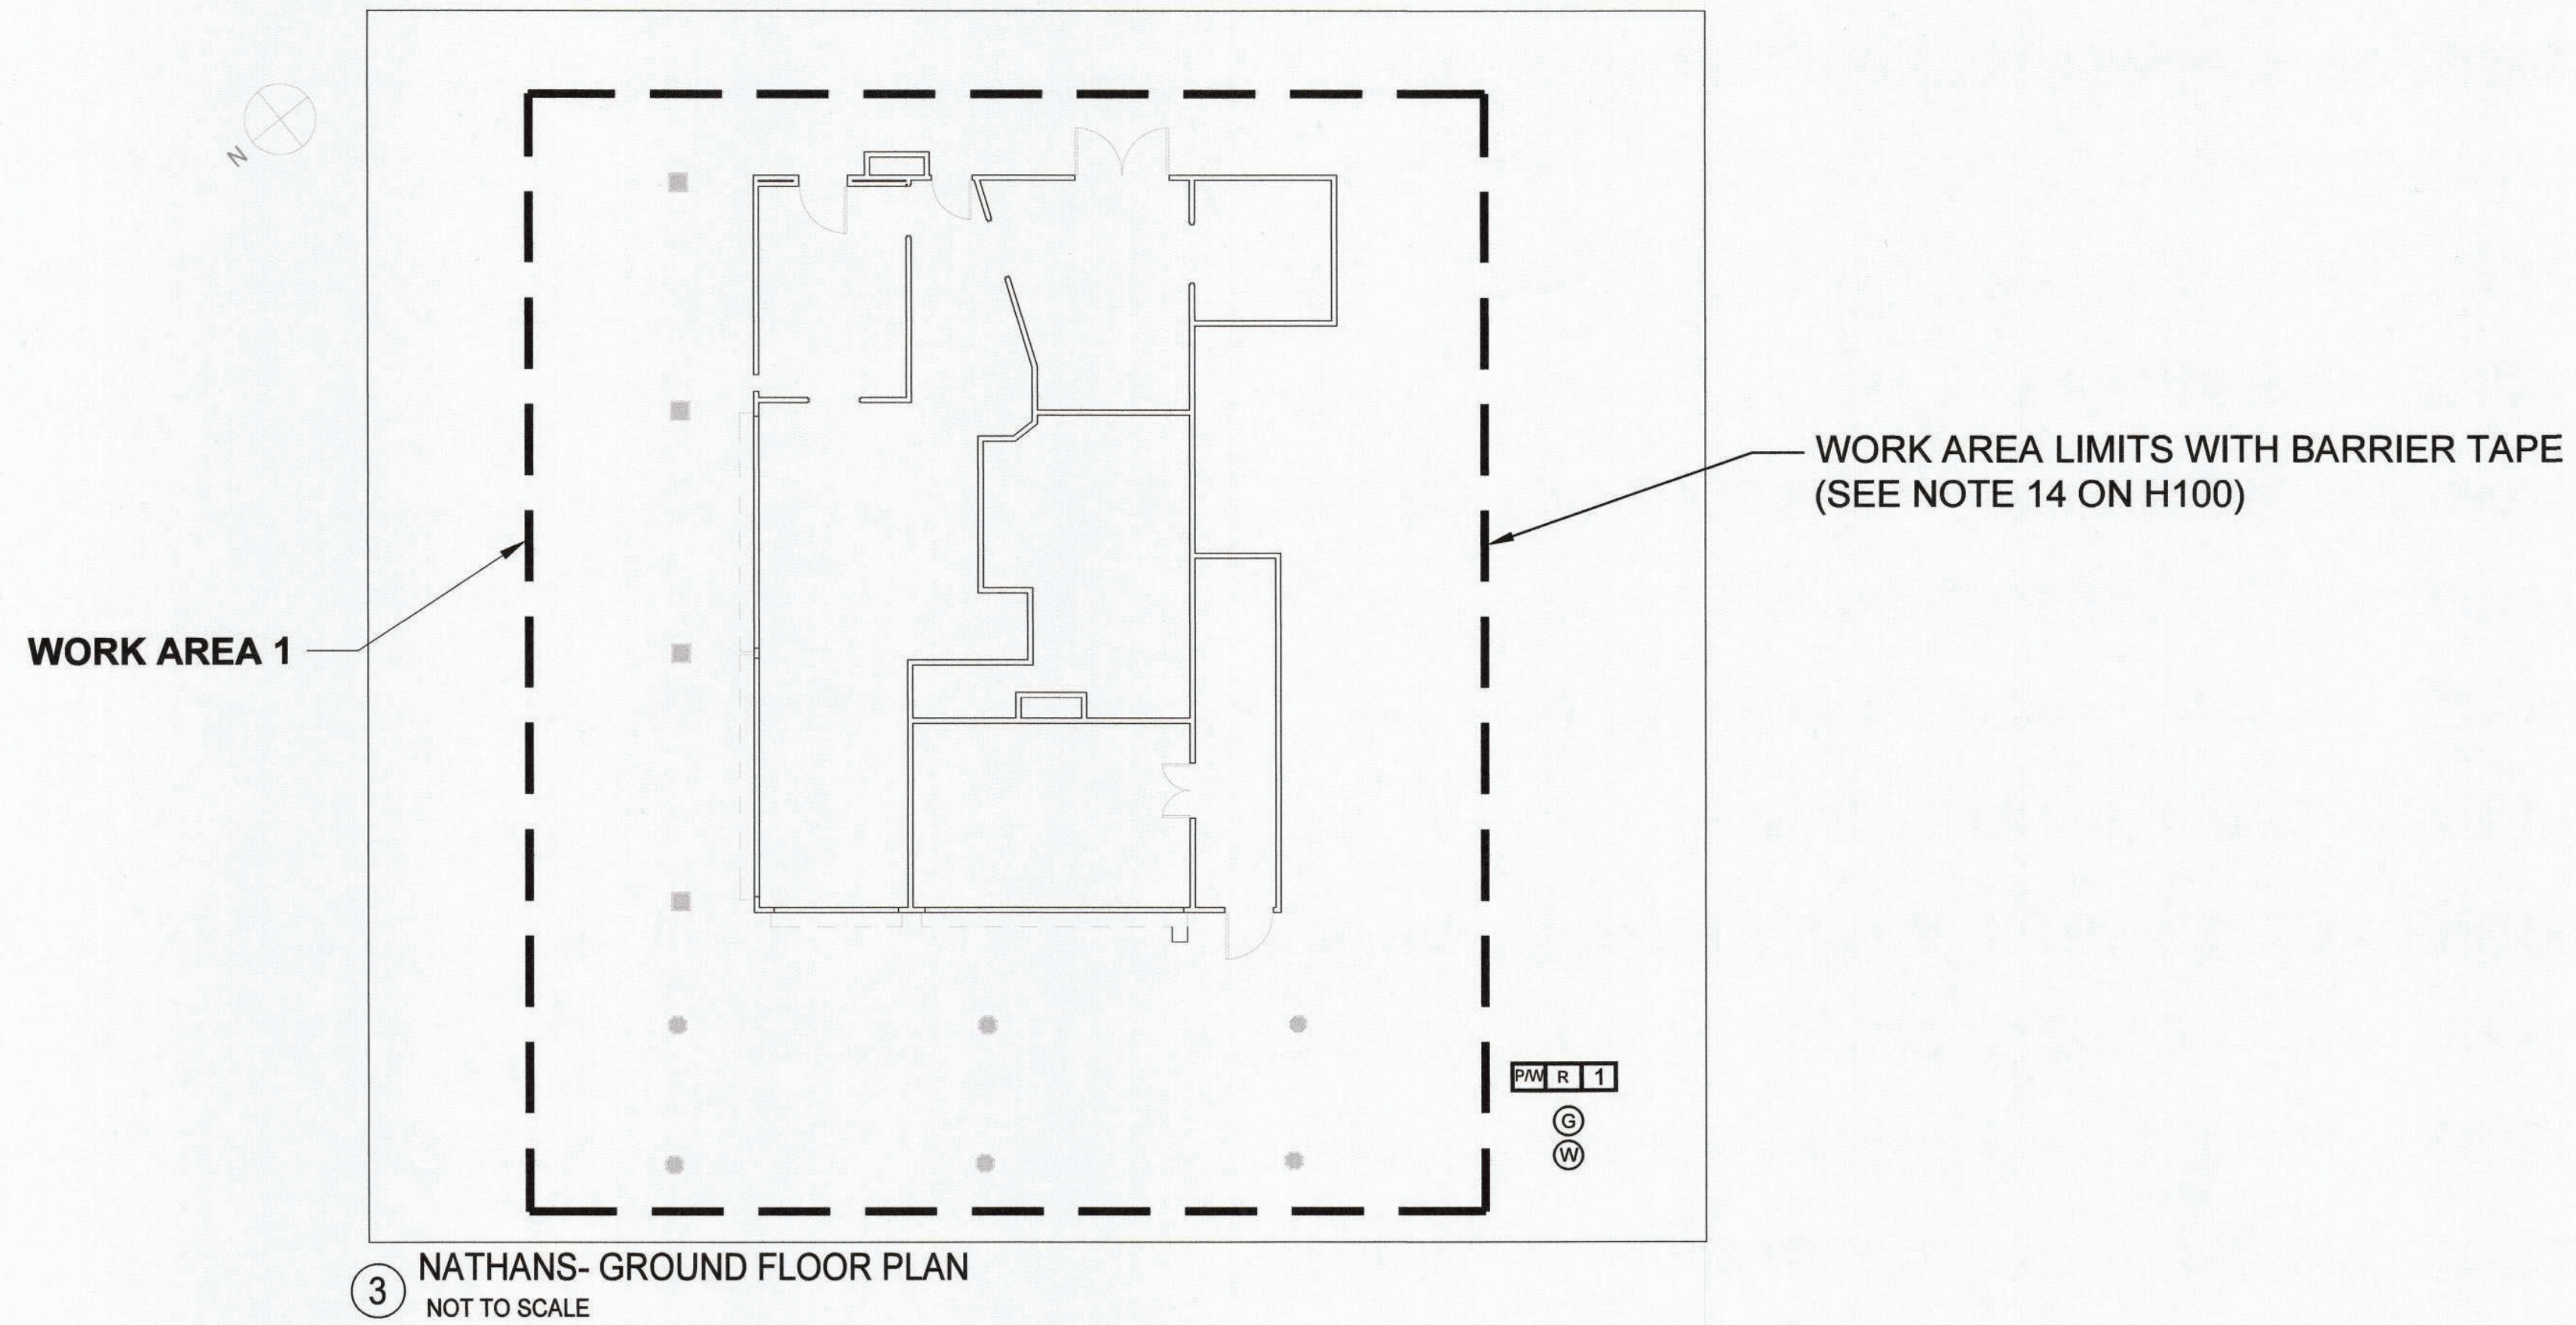 N
WORK AREA LIMITS WITH BARRIER TAPE
(SEE NOTE 14 ON H100)
WORK AREA 1
P/W R 1
G
W
3 NATHANS- GROUND FLOOR PLAN
NOT TO SCALE